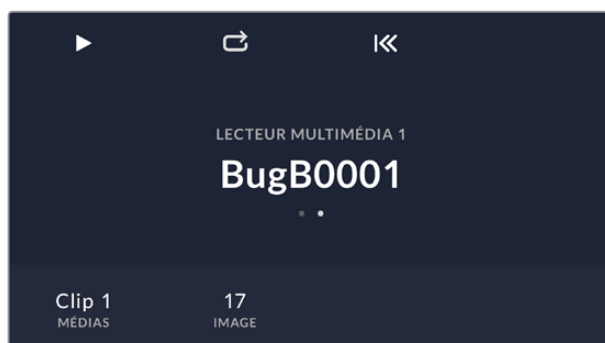 LECTEUR MULTIMÉDIA 1
BugB0001
Clip 1
MÉDIAS
17
IMAGE